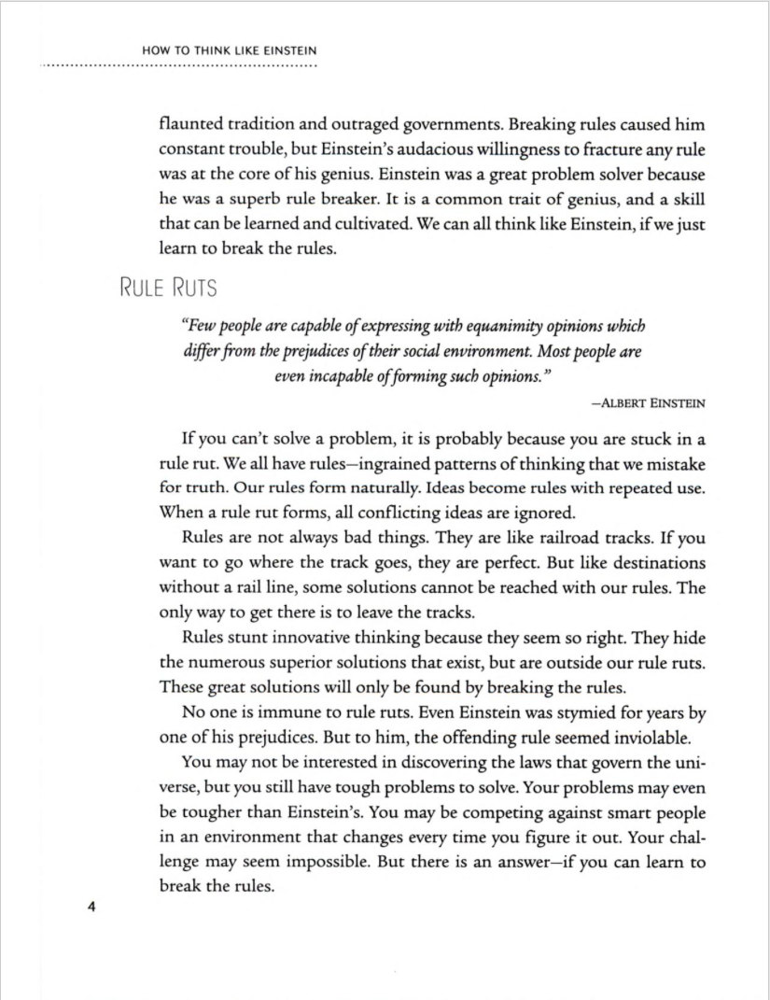 HOW TO THINK LIKE EINSTEIN
flaunted tradition and outraged governments. Breaking rules caused him
constant trouble, but Einstein's audacious willingness to fracture any rule
was at the core of his genius. Einstein was a great problem solver because
he was a superb rule breaker. It is a common trait of genius, and a skill
that can be learned and cultivated. We can all think like Einstein, if we just
learn to break the rules.
RULE RUTS
“Few people are capable of expressing with equanimity opinions which
differ from the prejudices of their social environment. Most people are
even incapable of forming such opinions.”
—ALBERT EINSTEIN
If you can't solve a problem, it is probably because you are stuck in a
rule rut. We all have rules—ingrained patterns of thinking that we mistake
for truth. Our rules form naturally. Ideas become rules with repeated use.
When a rule rut forms, all conflicting ideas are ignored.
Rules are not always bad things. They are like railroad tracks. If you
want to go where the track goes, they are perfect. But like destinations
without a rail line, some solutions cannot be reached with our rules. The
only way to get there is to leave the tracks.
Rules stunt innovative thinking because they seem so right. They hide
the numerous superior solutions that exist, but are outside our rule ruts.
These great solutions will only be found by breaking the rules.
No one is immune to rule ruts. Even Einstein was stymied for years by
one of his prejudices. But to him, the offending rule seemed inviolable.
You may not be interested in discovering the laws that govern the uni-
verse, but you still have tough problems to solve. Your problems may even
be tougher than Einstein's. You may be competing against smart people
in an environment that changes every time you figure it out. Your chal-
lenge may seem impossible. But there is an answer—if you can learn to
break the rules.
4